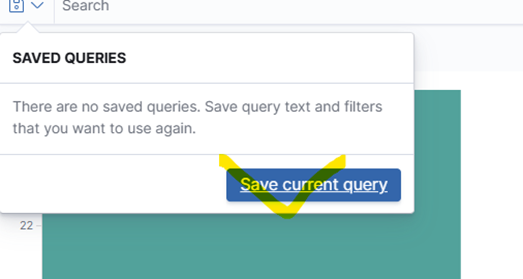 Search
SAVED QUERIES
There are no saved queries. Save query text and filters
that you want to use again.
Save current query
22